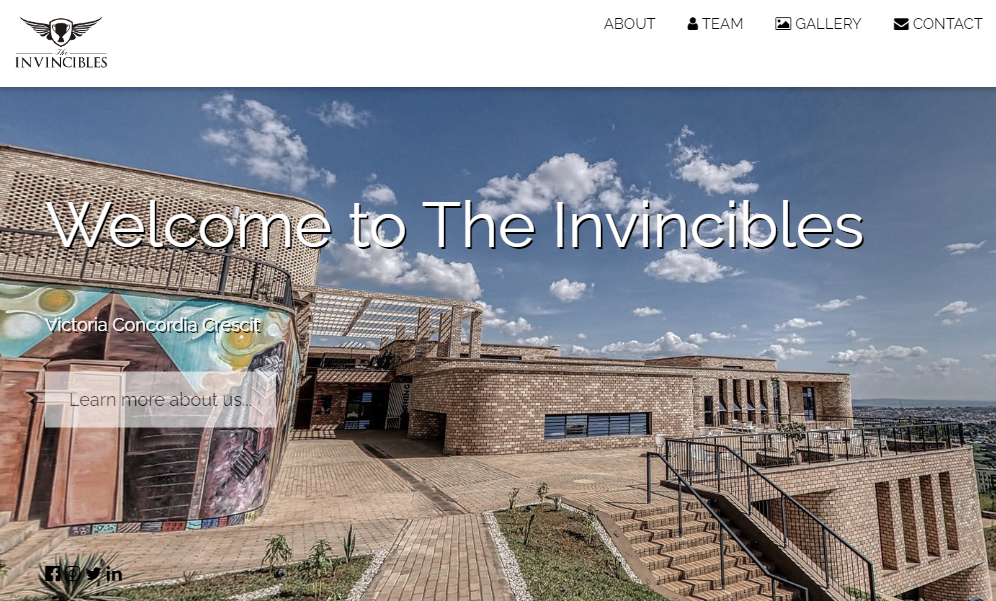 The
INVINCIBLES
ABOUT
TEAM
GALLERY
CONTACT
Welcome to The Invincibles
Victoria Concordia Crescit
Learn more about us...